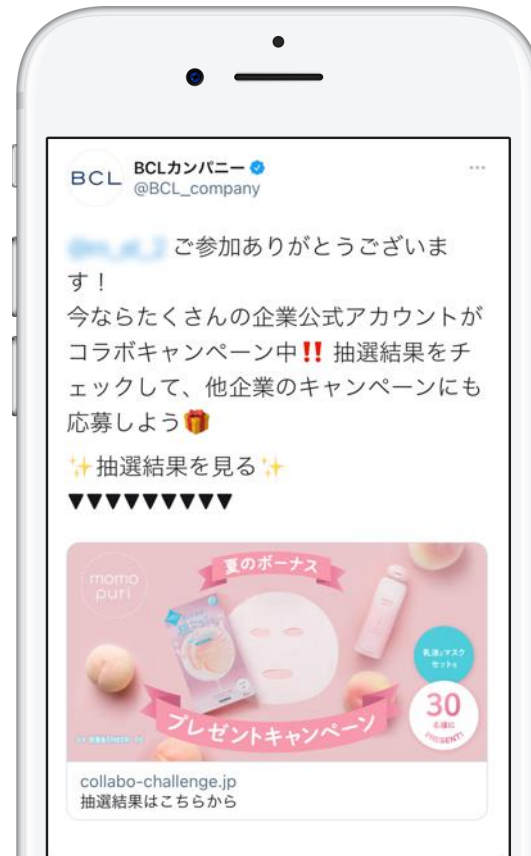 BCL
BCLカンパニー
@BCL_company
ご参加ありがとうございま
す！
今ならたくさんの企業公式アカウントが
コラボキャンペーン中‼️ 抽選結果をチ
ェックして、他企業のキャンペーンにも
応募しよう🎁
✨抽選結果を見る✨
▼▼▼▼▼▼▼▼▼
夏のボーナス
momo
puri
乳液&マスク
セットを
30
名様に
PRESENT!
プレゼントキャンペーン
collabo-challenge.jp
抽選結果はこちらから